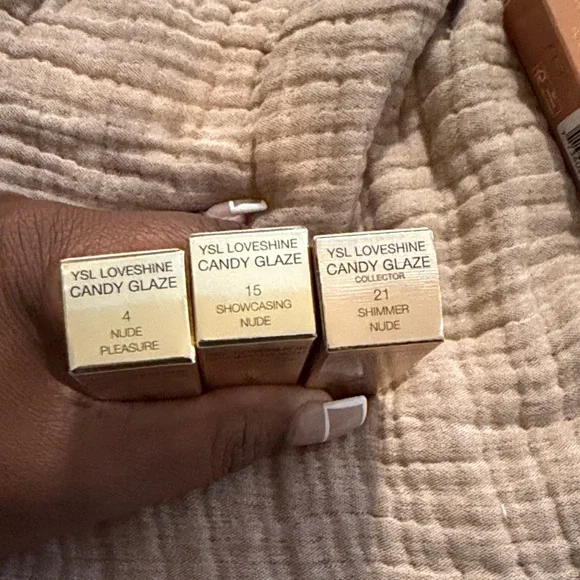 YSL LOVESHINE
CANDY GLAZE
4
NUDE
PLEASURE
YSL LOVESHINE
CANDY GLAZE
15
SHOWCASING
NUDE
YSL LOVESHINE
CANDY GLAZE
COLLECTOR
21
SHIMMER
NUDE